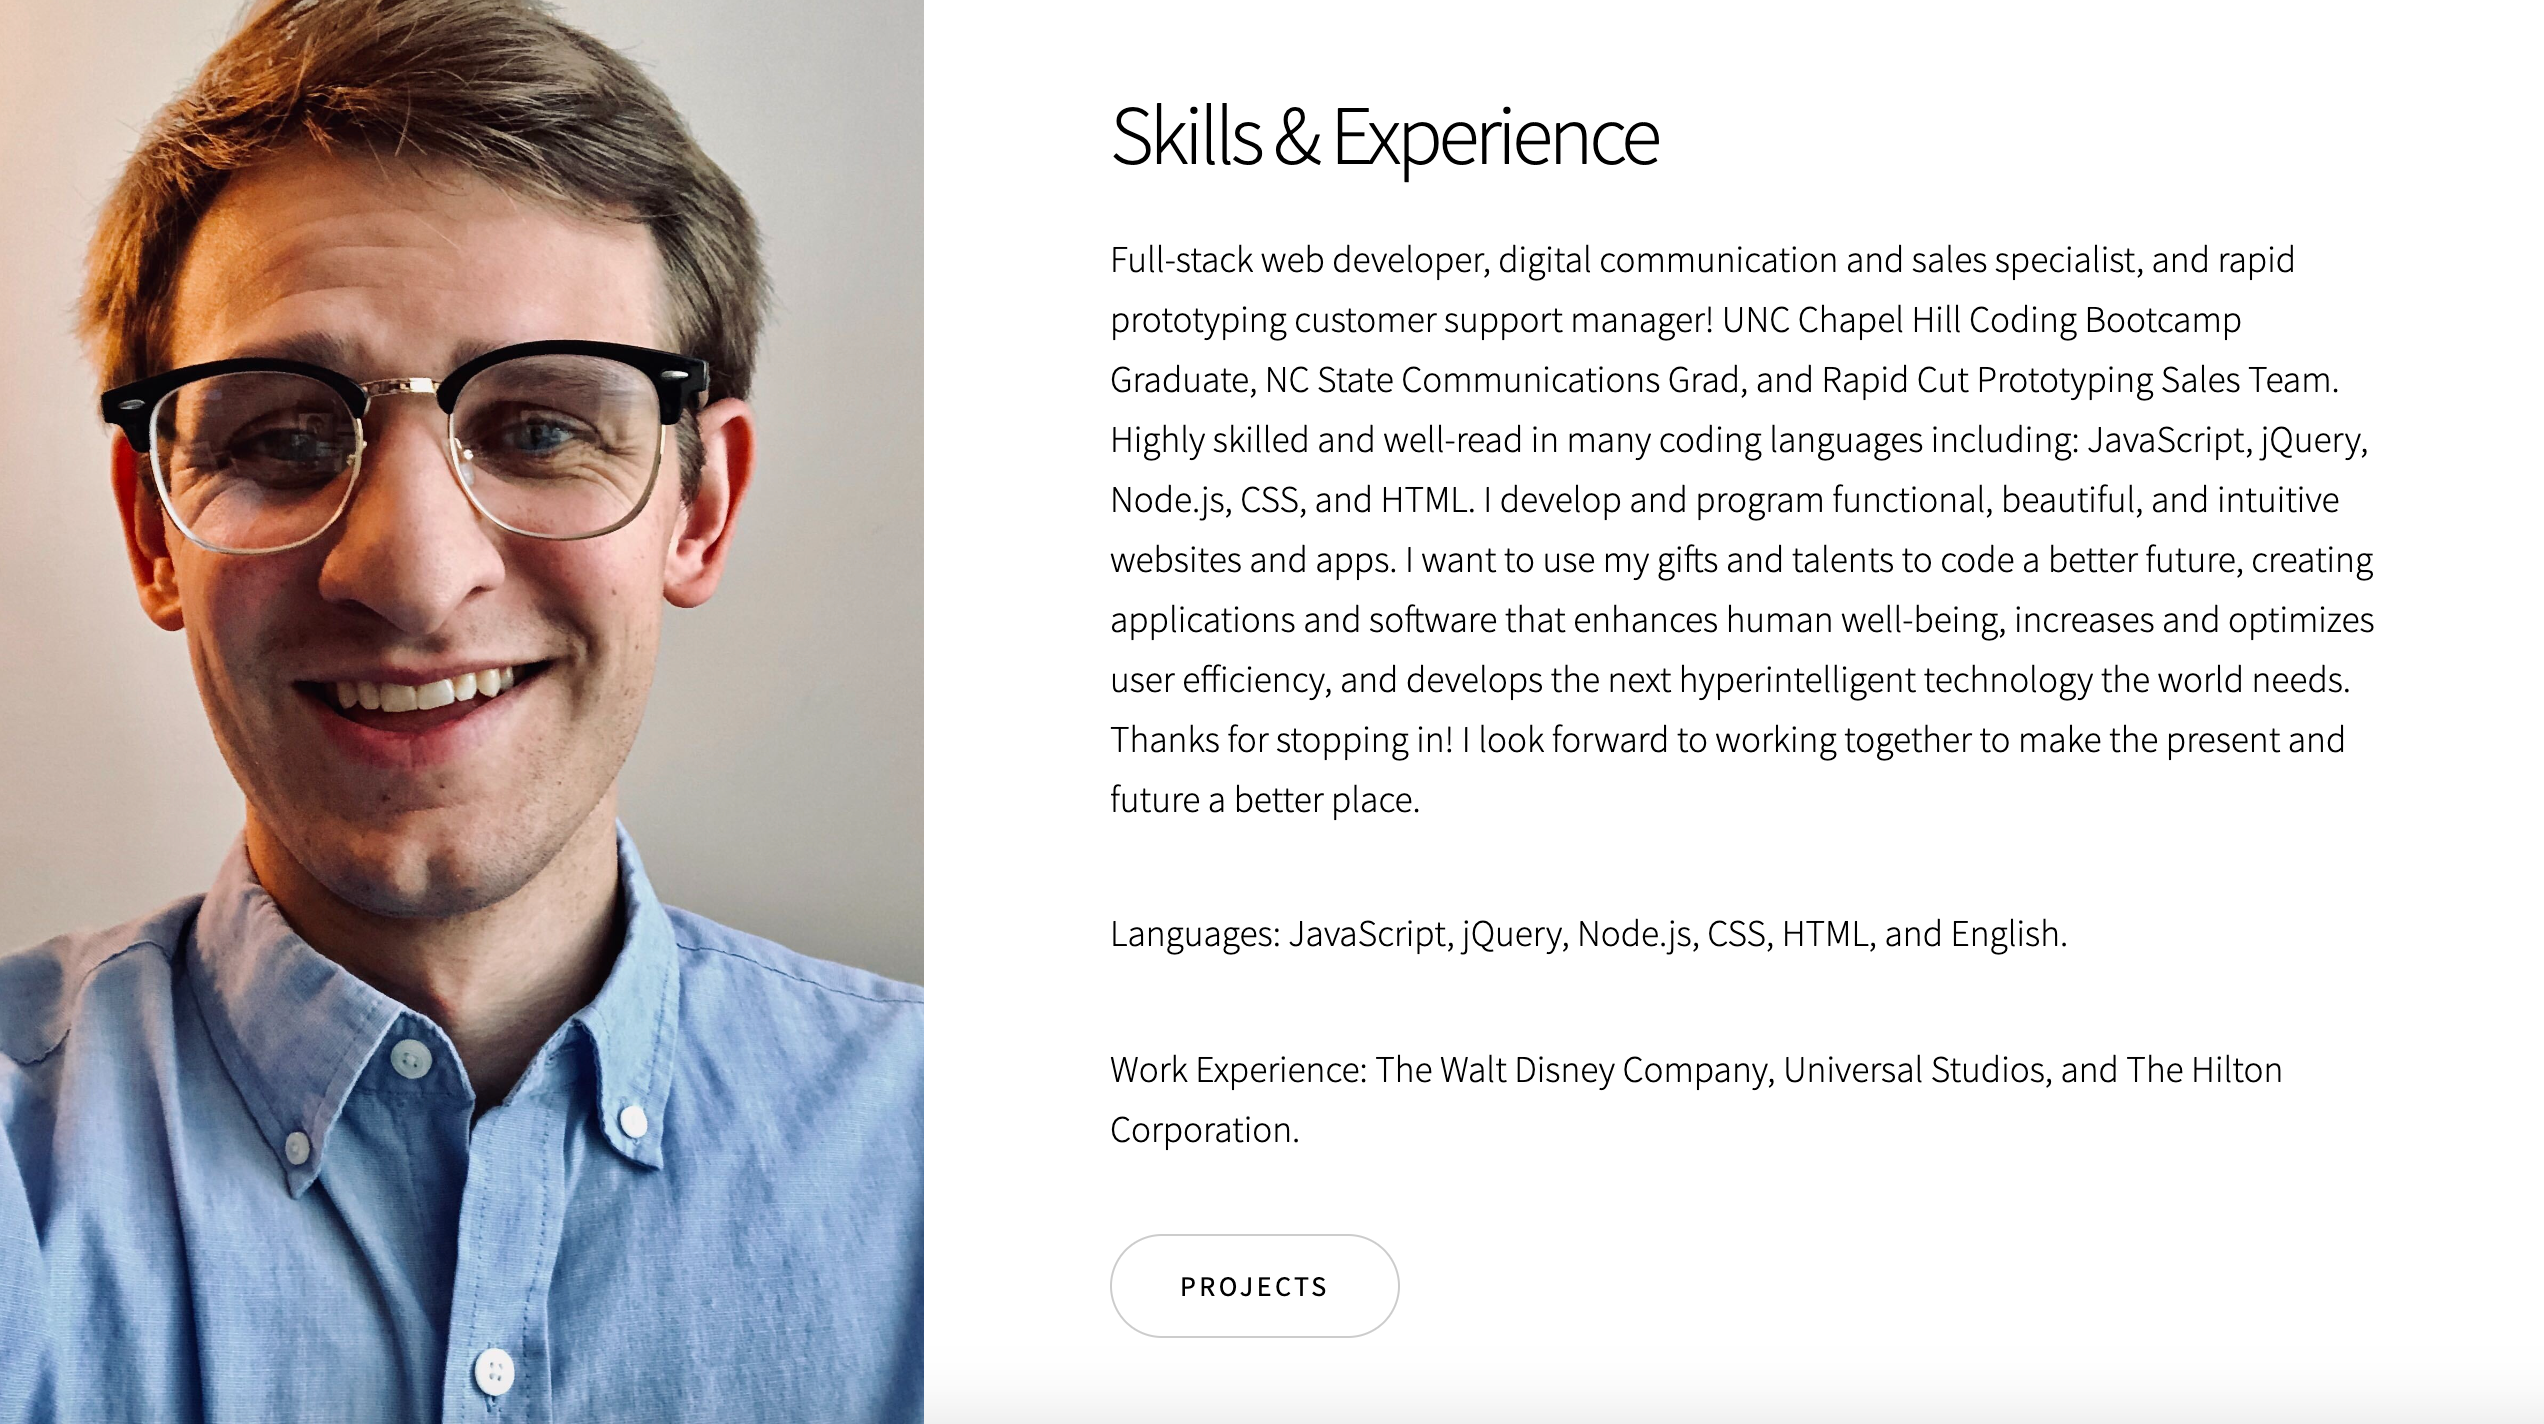 Skills & Experience
Full-stack web developer, digital communication and sales specialist, and rapid
prototyping customer support manager! UNC Chapel Hill Coding Bootcamp
Graduate, NC State Communications Grad, and Rapid Cut Prototyping Sales Team.
Highly skilled and well-read in many coding languages including: JavaScript, jQuery,
Node.js, CSS, and HTML. I develop and program functional, beautiful, and intuitive
websites and apps. I want to use my gifts and talents to code a better future, creating
applications and software that enhances human well-being, increases and optimizes
user efficiency, and develops the next hyperintelligent technology the world needs.
Thanks for stopping in! I look forward to working together to make the present and
future a better place.
Languages: JavaScript, jQuery, Node.js, CSS, HTML, and English.
Work Experience: The Walt Disney Company, Universal Studios, and The Hilton
Corporation.
PROJECTS